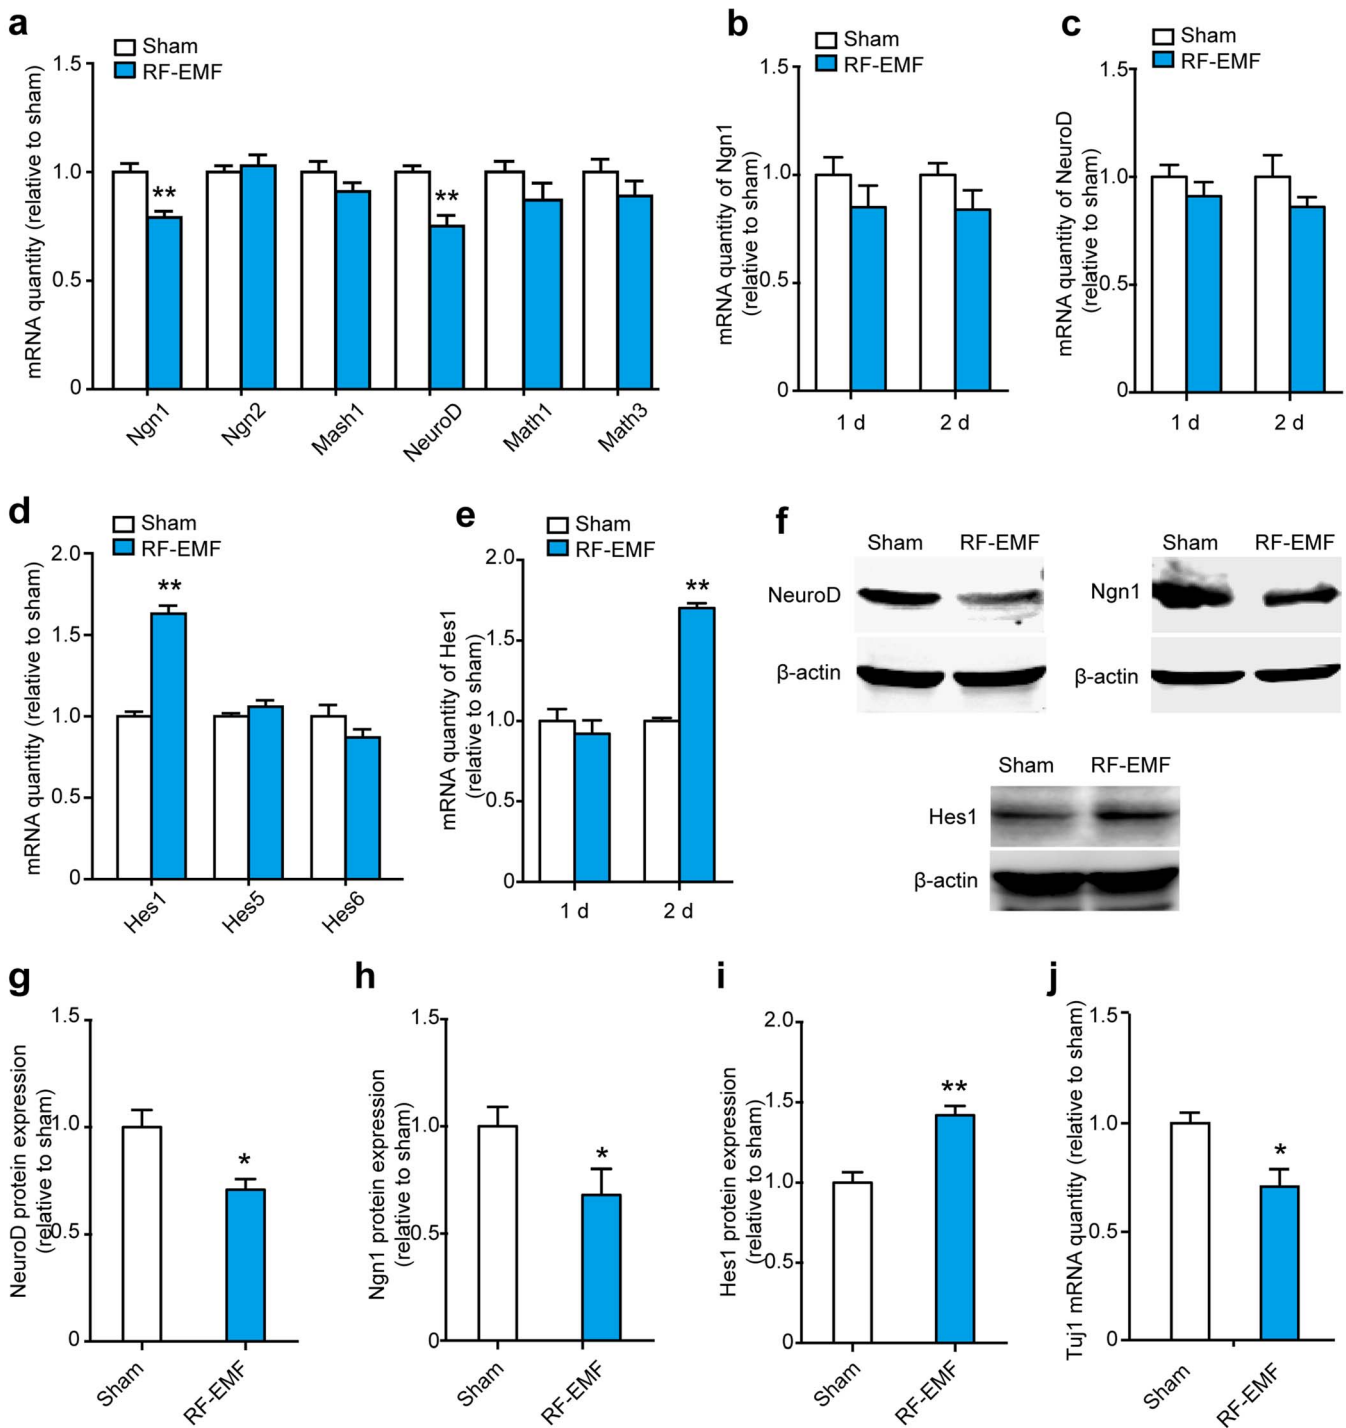 a
Sham
RF-EMF
mRNA quantity (relative to sham)
1.5
1.0
0.5
0
**
**
Ngn1
Ngn2
Mash1
NeuroD
Math1
Math3
b
Sham
RF-EMF
mRNA quantity of Ngn1
(relative to sham)
1.5
1.0
0.5
0
1 d
2 d
c
Sham
RF-EMF
mRNA quantity of NeuroD
(relative to sham)
1.5
1.0
0.5
0
1 d
2 d
d
Sham
RF-EMF
mRNA quantity (relative to sham)
2.0
1.5
1.0
0.5
0
**
Hes1
Hes5
Hes6
e
Sham
RF-EMF
mRNA quantity of Hes1
(relative to sham)
2.0
1.5
1.0
0.5
0
**
1 d
2 d
f
Sham
RF-EMF
NeuroD
β-actin
Sham
RF-EMF
Ngn1
β-actin
Sham
RF-EMF
Hes1
β-actin
g
NeuroD protein expression
(relative to sham)
1.5
1.0
0.5
0
*
Sham
RF-EMF
h
Ngn1 protein expression
(relative to sham)
1.5
1.0
0.5
0
*
Sham
RF-EMF
i
Hes1 protein expression
(relative to sham)
2.0
1.5
1.0
0.5
0
**
Sham
RF-EMF
j
Tuj1 mRNA quantity (relative to sham)
1.5
1.0
0.5
0
*
Sham
RF-EMF